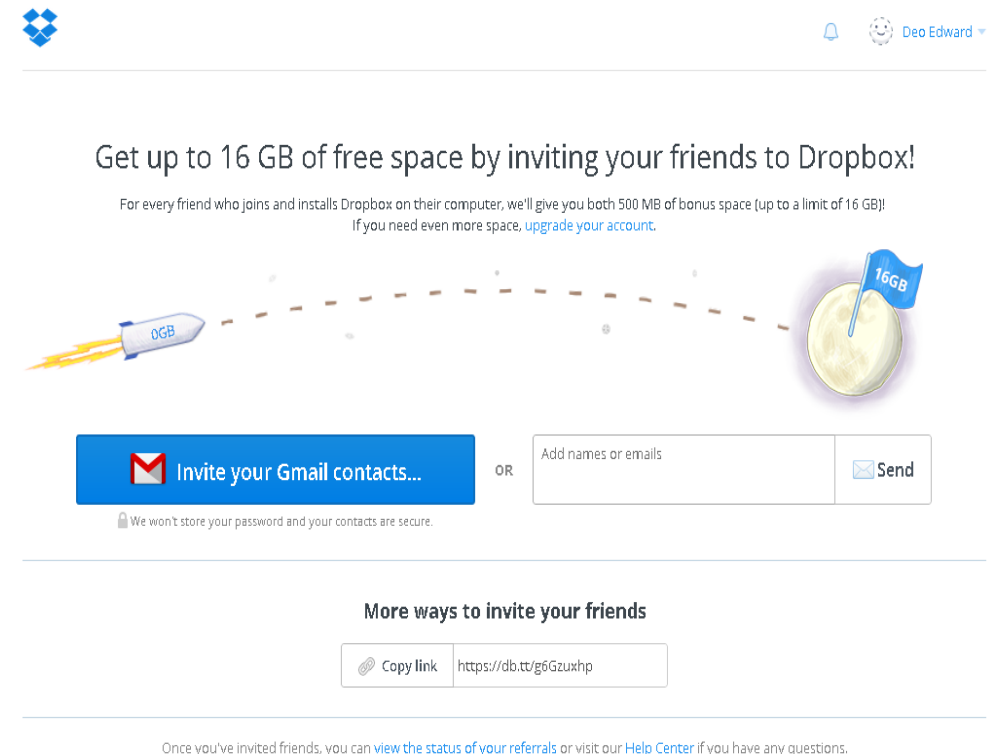 Deo Edward
Get up to 16 GB of free space by inviting your friends to Dropbox!
For every friend who joins and installs Dropbox on their computer, we'll give you both 500 MB of bonus space (up to a limit of 16 GB)!
If you need even more space, upgrade your account.
16GB
0GB
Invite your Gmail contacts...
OR
Add names or emails
Send
We won't store your password and your contacts are secure.
More ways to invite your friends
Copy link
https://db.tt/g6Gzuxhp
Once you've invited friends, you can view the status of your referrals or visit our Help Center if you have any questions.